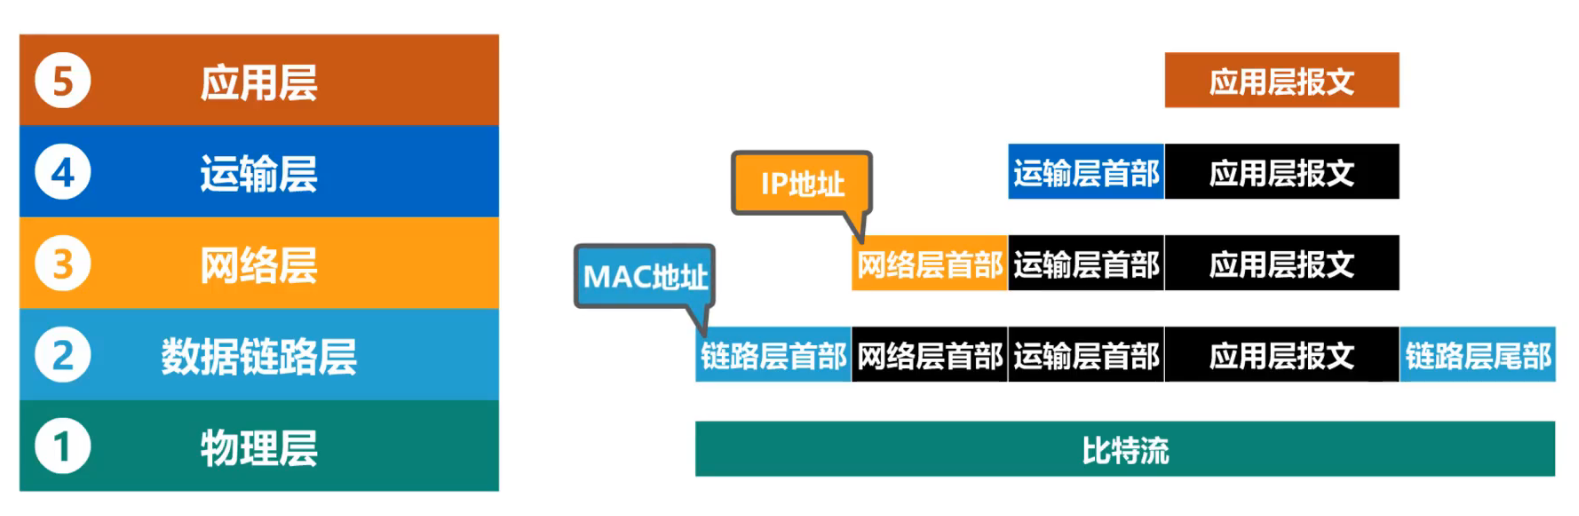 5 应用层
4 运输层
3 网络层
2 数据链路层
1 物理层
应用层报文
运输层首部 应用层报文
IP地址
网络层首部 运输层首部 应用层报文
MAC地址
链路层首部 网络层首部 运输层首部 应用层报文 链路层尾部
比特流